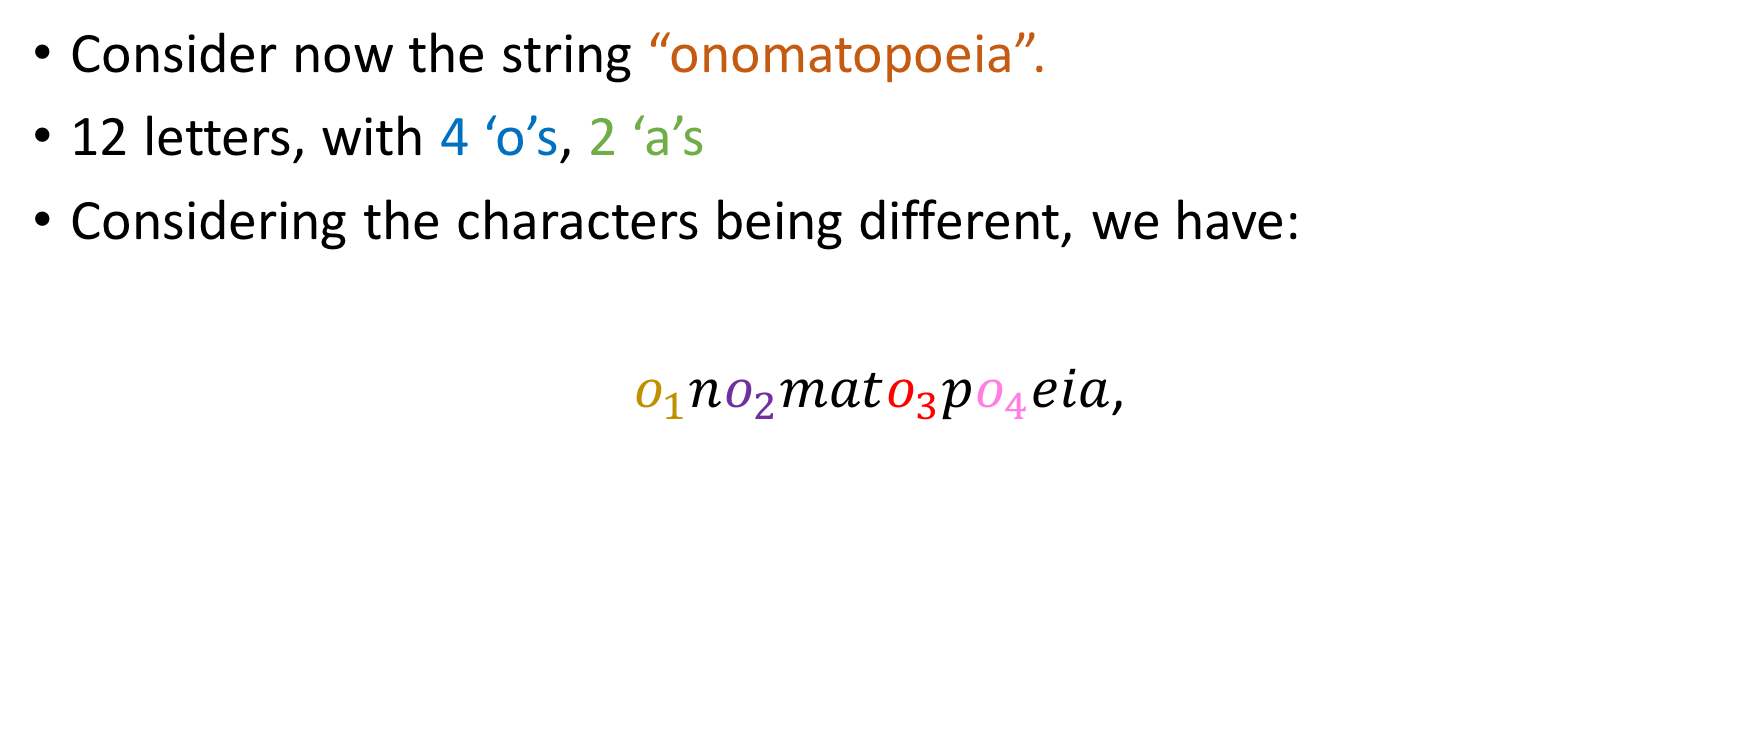 • Consider now the string “onomatopoeia”.
• 12 letters, with 4 ‘o’s, 2 ‘a’s
• Considering the characters being different, we have:
o₁no₂mato₃po₄eia,